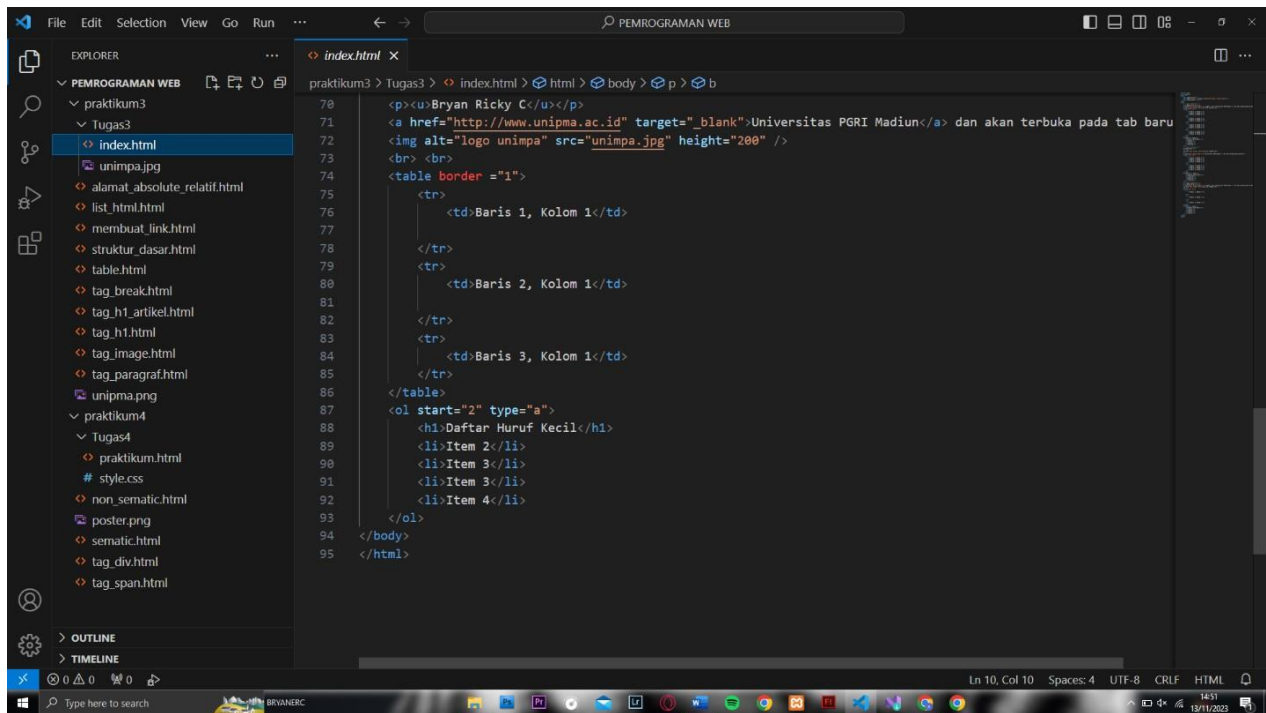 File Edit Selection View Go Run ···
PEMROGRAMAN WEB
EXPLORER ···
PEMROGRAMAN WEB
praktikum3
Tugas3
<> index.html
unimpa.jpg
<> alamat_absolute_relatif.html
<> list_html.html
<> membuat_link.html
<> struktur_dasar.html
<> table.html
<> tag_break.html
<> tag_h1_artikel.html
<> tag_h1.html
<> tag_image.html
<> tag_paragraf.html
unipma.png
praktikum4
Tugas4
<> praktikum.html
# style.css
<> non_sematic.html
poster.png
<> sematic.html
<> tag_div.html
<> tag_span.html
> OUTLINE
> TIMELINE
<> index.html ×
praktikum3 > Tugas3 > <> index.html > html > body > p > b
70 <p><u>Bryan Ricky C</u></p>
71 <a href="http://www.unipma.ac.id" target="_blank">Universitas PGRI Madiun</a> dan akan terbuka pada tab baru
72 <img alt="logo unimpa" src="unimpa.jpg" height="200" />
73 <br> <br>
74 <table border ="1">
75 <tr>
76 <td>Baris 1, Kolom 1</td>
77
78 </tr>
79 <tr>
80 <td>Baris 2, Kolom 1</td>
81
82 </tr>
83 <tr>
84 <td>Baris 3, Kolom 1</td>
85 </tr>
86 </table>
87 <ol start="2" type="a">
88 <h1>Daftar Huruf Kecil</h1>
89 <li>Item 2</li>
90 <li>Item 3</li>
91 <li>Item 3</li>
92 <li>Item 4</li>
93 </ol>
94 </body>
95 </html>
0 0 0 Ln 10, Col 10 Spaces: 4 UTF-8 CRLF HTML
Type here to search BRYANERC Ps Pr Lr 14:51
13/11/2023